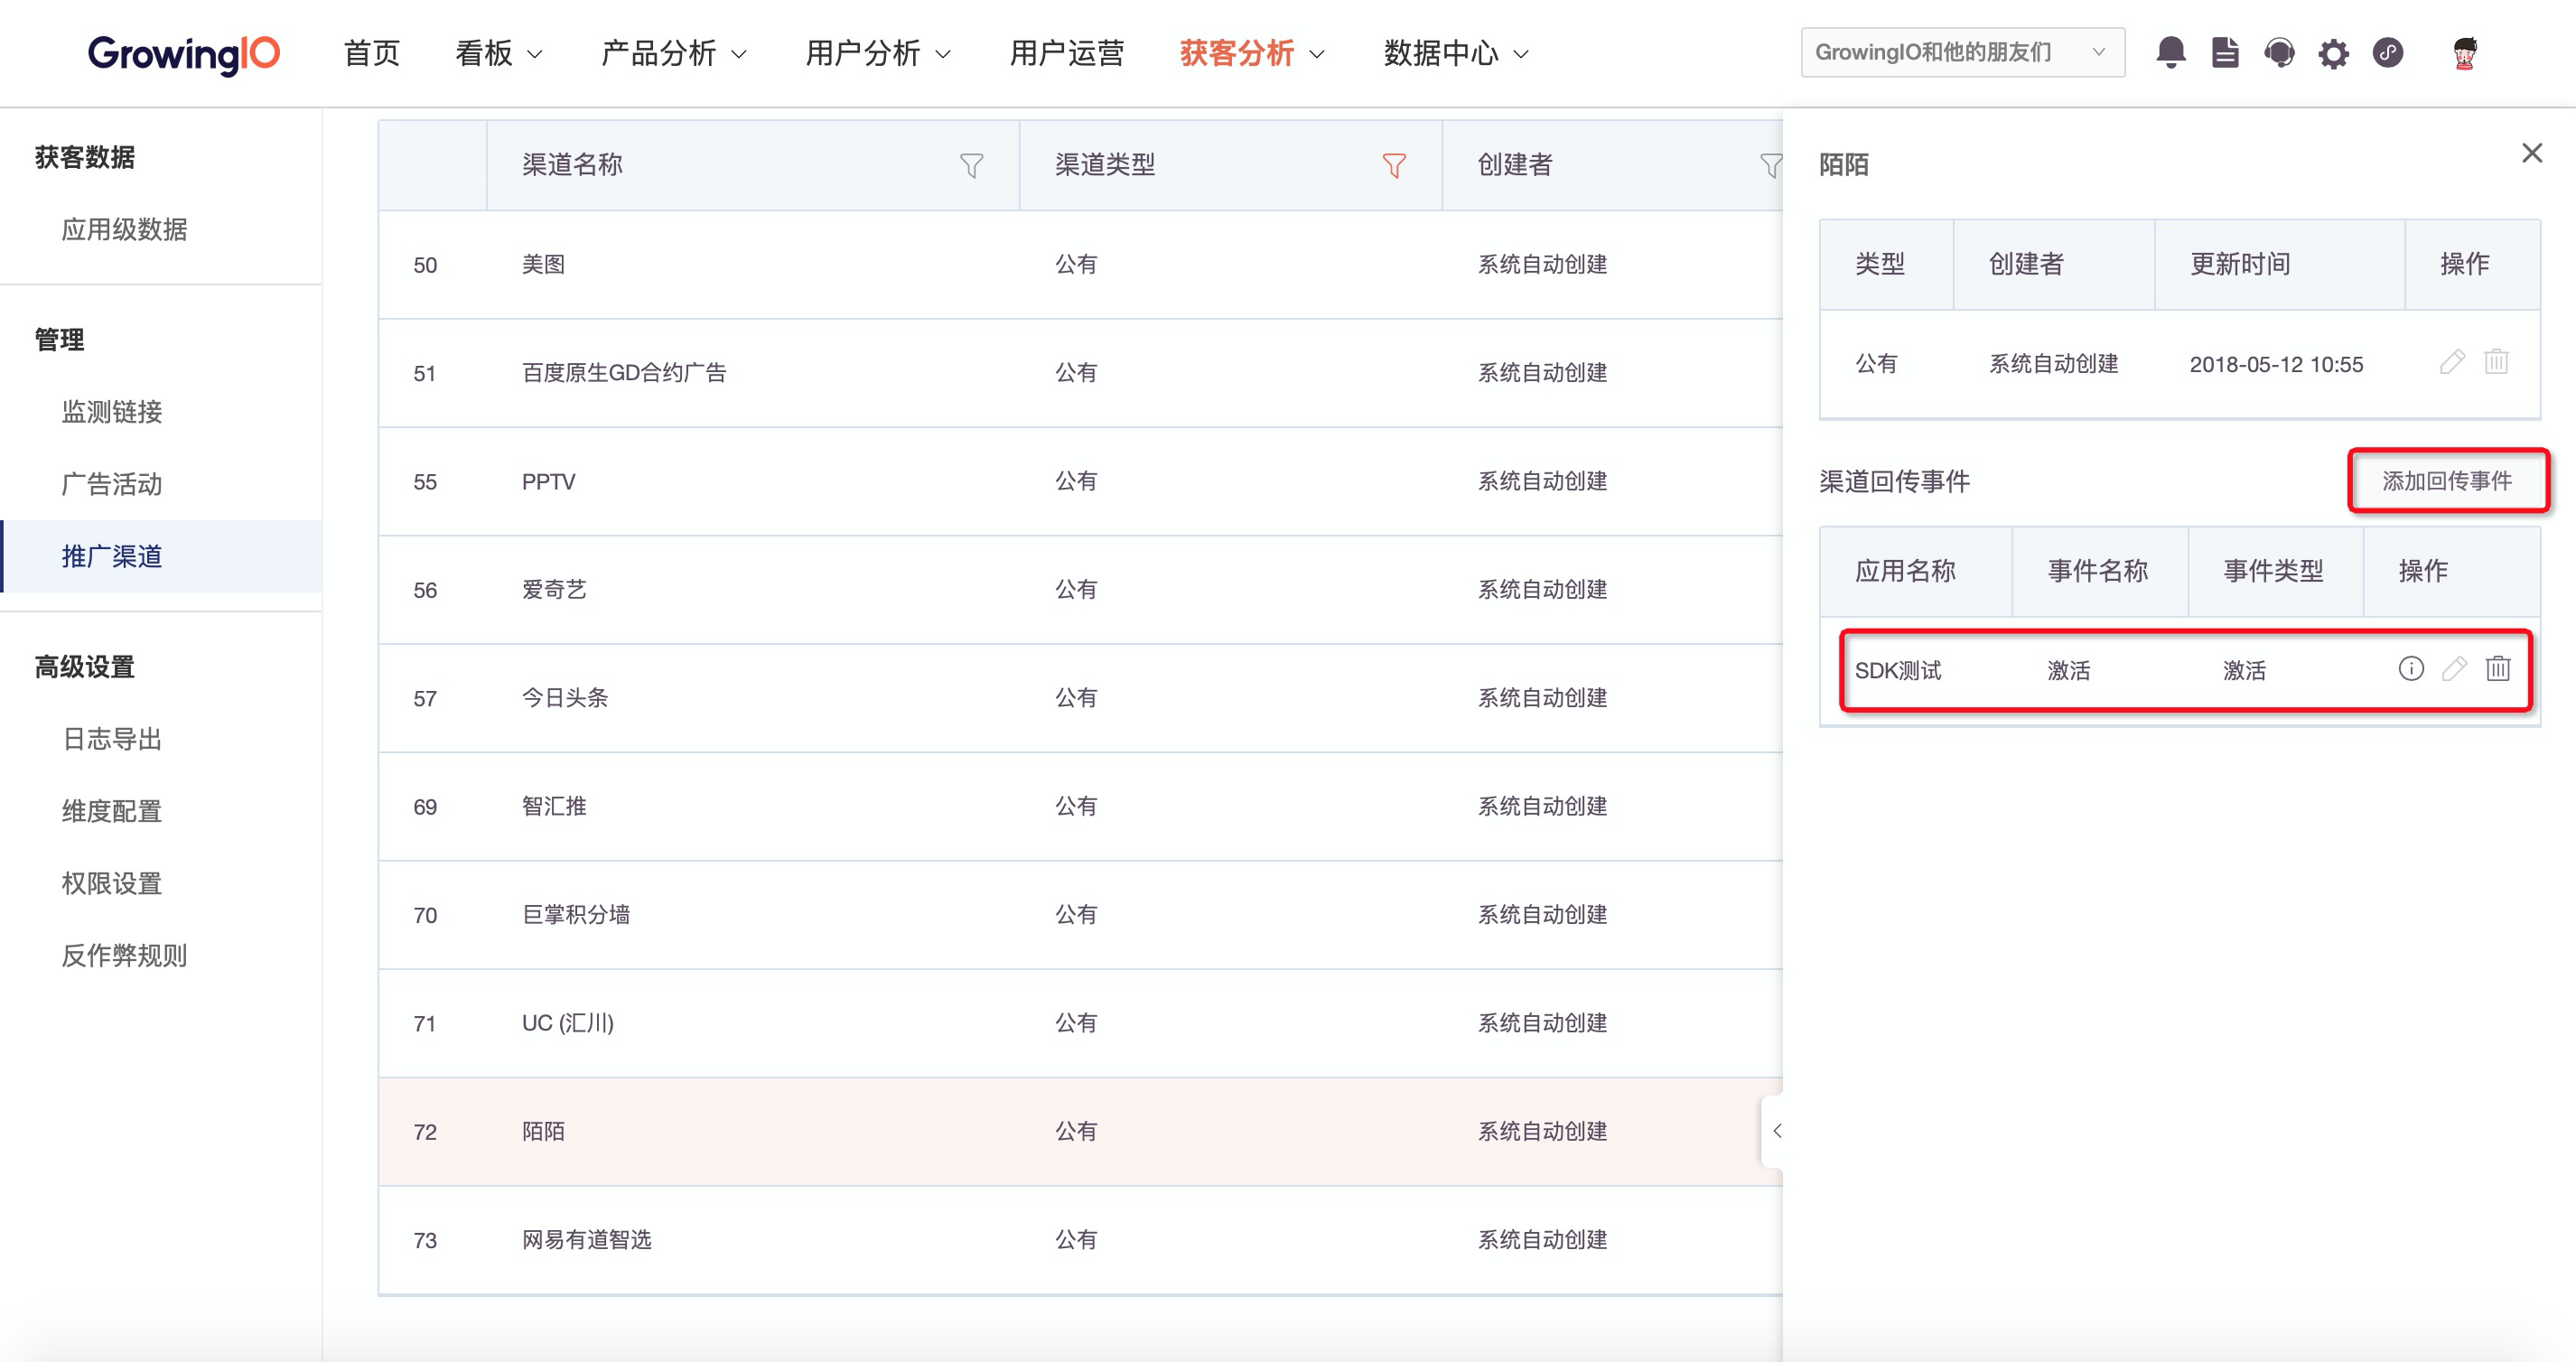 GrowingIO 首页 看板 产品分析 用户分析 用户运营 获客分析 数据中心 GrowingIO和他的朋友们
获客数据
应用级数据
管理
监测链接
广告活动
推广渠道
高级设置
日志导出
维度配置
权限设置
反作弊规则
渠道名称 渠道类型 创建者
50 美图 公有 系统自动创建
51 百度原生GD合约广告 公有 系统自动创建
55 PPTV 公有 系统自动创建
56 爱奇艺 公有 系统自动创建
57 今日头条 公有 系统自动创建
69 智汇推 公有 系统自动创建
70 巨掌积分墙 公有 系统自动创建
71 UC (汇川) 公有 系统自动创建
72 陌陌 公有 系统自动创建
73 网易有道智选 公有 系统自动创建
陌陌
类型 创建者 更新时间 操作
公有 系统自动创建 2018-05-12 10:55
渠道回传事件 添加回传事件
应用名称 事件名称 事件类型 操作
SDK测试 激活 激活